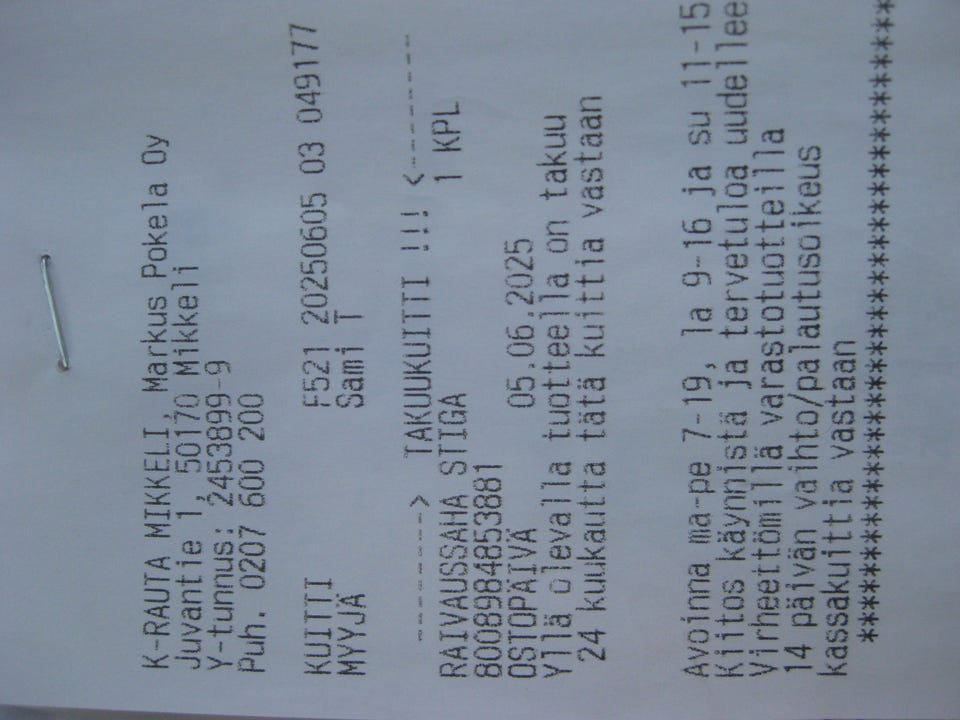 K-RAUTA MIKKELI, Markus Pokela Oy
Juvantie 1, 50170 Mikkeli
Y-tunnus: 2453899-9
Puh. 0207 600 200
KUITTI F521 20250605 03 049177
MYYJÄ Sami T
--------> TAKUUKUITTI !!! <--------
RAIVAUSSAHA STIGA 1 KPL
8008984853881
OSTOPÄIVÄ 05.06.2025
Yllä olevalla tuotteella on takuu
24 kuukautta tätä kuittia vastaan
Avoinna ma-pe 7-19, la 9-16 ja su 11-15
Kiitos käynnistä ja tervetuloa uudellee
Virheettömillä varastotuotteilla
14 päivän vaihto/palautusoikeus
kassakuittia vastaan
***************************************